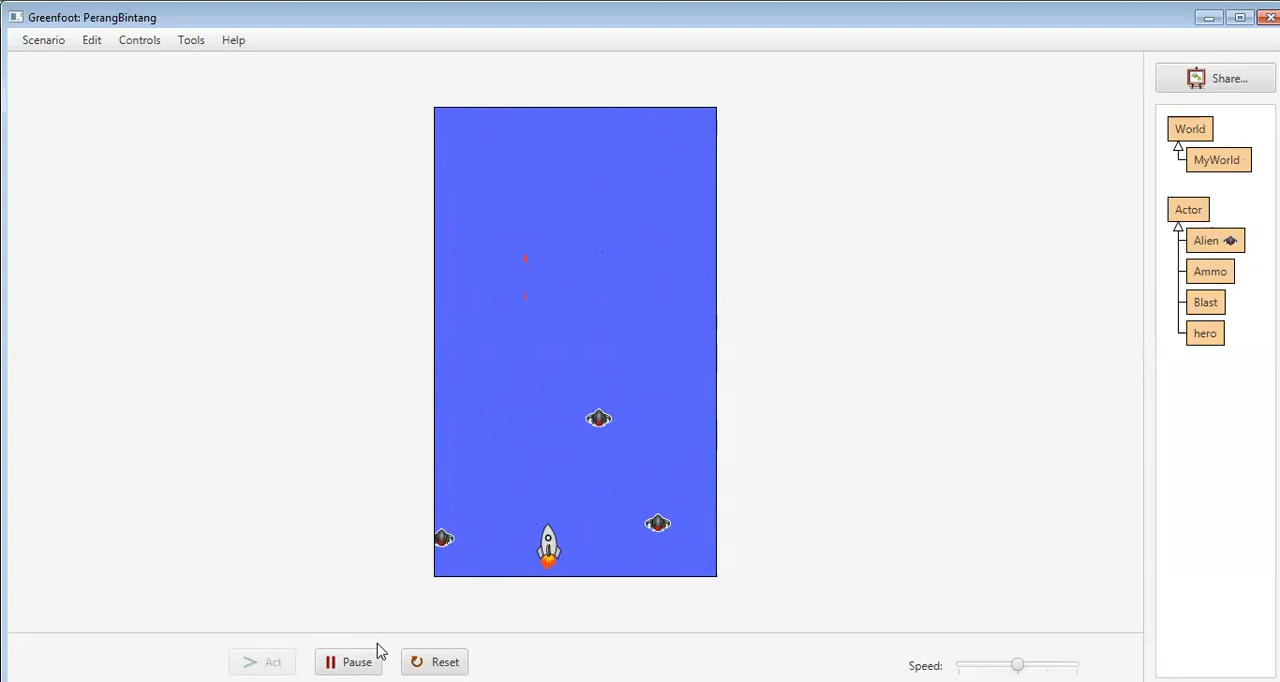 Greenfoot: PerangBintang
Scenario Edit Controls Tools Help
Share...
World
MyWorld
Actor
Alien
Ammo
Blast
hero
Act Pause Reset Speed: